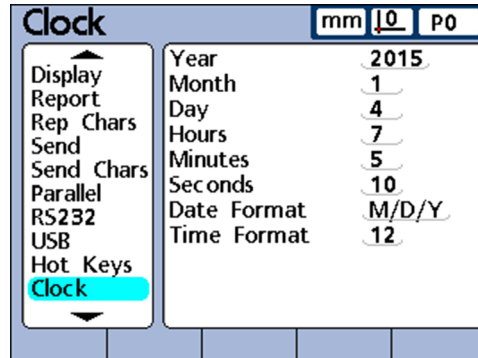 Clock mm 0 P0
Display
Report
Rep Chars
Send
Send Chars
Parallel
RS232
USB
Hot Keys
Clock
Year 2015
Month 1
Day 4
Hours 7
Minutes 5
Seconds 10
Date Format M/D/Y
Time Format 12